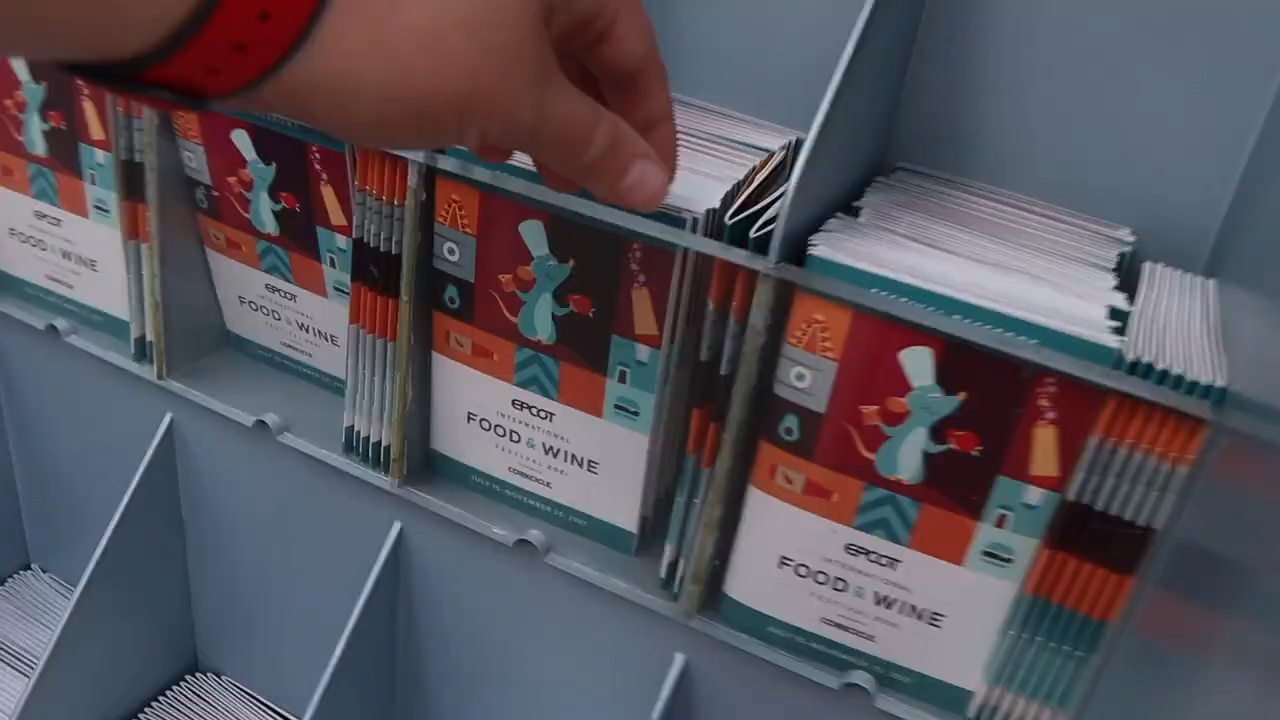 EPCOT
FOOD & WINE
EPCOT
INTERNATIONAL
FOOD & WINE
CORKCICLE
EPCOT
INTERNATIONAL
FOOD & WINE
FESTIVAL 2021
CORKCICLE
JULY 15-NOVEMBER 20, 2021
EPCOT
INTERNATIONAL
FOOD & WINE
FESTIVAL 2021
CORKCICLE